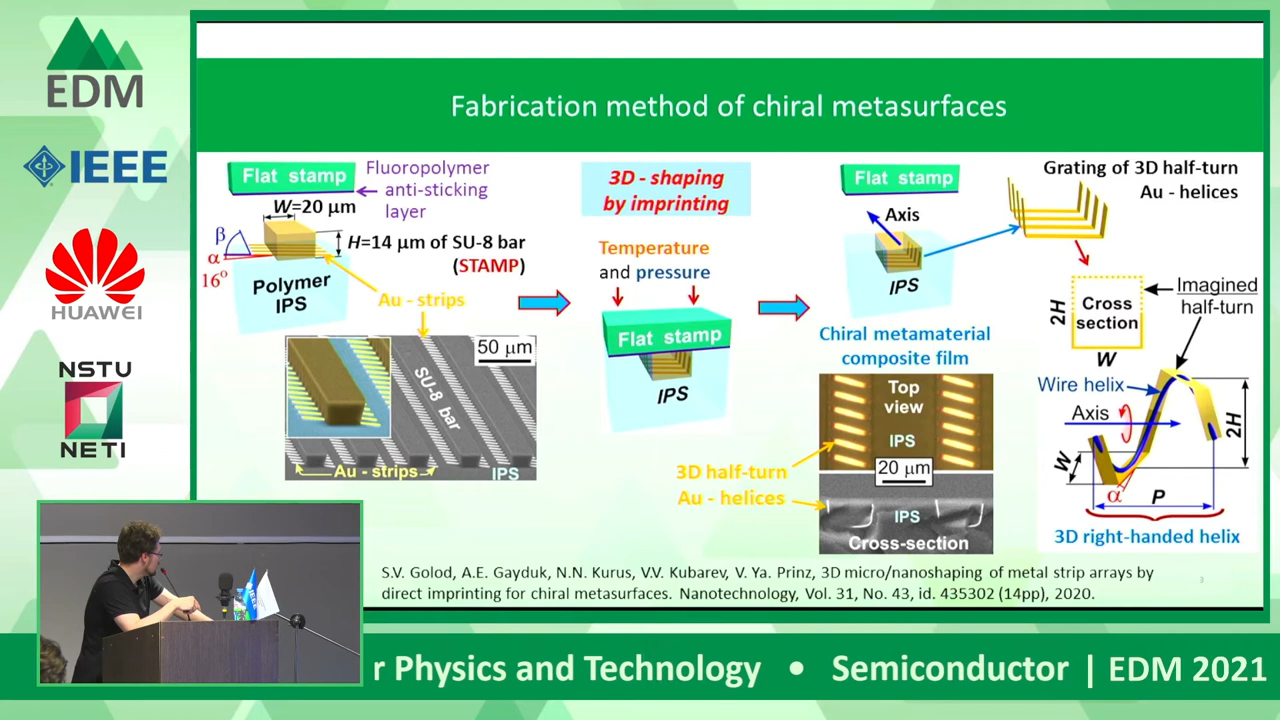 EDM
IEEE
HUAWEI
NSTU
NETI
Fabrication method of chiral metasurfaces
Flat stamp
Fluoropolymer
anti-sticking
layer
W=20 µm
β
α
16°
H=14 µm of SU-8 bar
(STAMP)
Polymer
IPS
Au - strips
50 µm
SU-8 bar
Au - strips
IPS
3D - shaping
by imprinting
Temperature
and pressure
Flat stamp
IPS
Flat stamp
Axis
IPS
Chiral metamaterial
composite film
Top
view
IPS
20 µm
3D half-turn
Au - helices
IPS
Cross-section
Grating of 3D half-turn
Au - helices
2H
Cross
section
W
Imagined
half-turn
Wire helix
Axis
2H
W
α
P
3D right-handed helix
S.V. Golod, A.E. Gayduk, N.N. Kurus, V.V. Kubarev, V. Ya. Prinz, 3D micro/nanoshaping of metal strip arrays by
direct imprinting for chiral metasurfaces. Nanotechnology, Vol. 31, No. 43, id. 435302 (14pp), 2020.
3
IEEE
r Physics and Technology • Semiconductor | EDM 2021